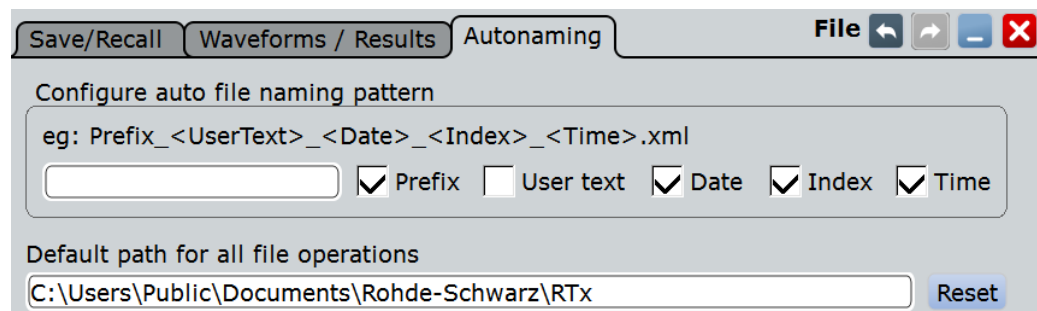 Save/Recall Waveforms / Results Autonaming File
Configure auto file naming pattern
eg: Prefix_<UserText>_<Date>_<Index>_<Time>.xml
Prefix User text Date Index Time
Default path for all file operations
C:\Users\Public\Documents\Rohde-Schwarz\RTx Reset